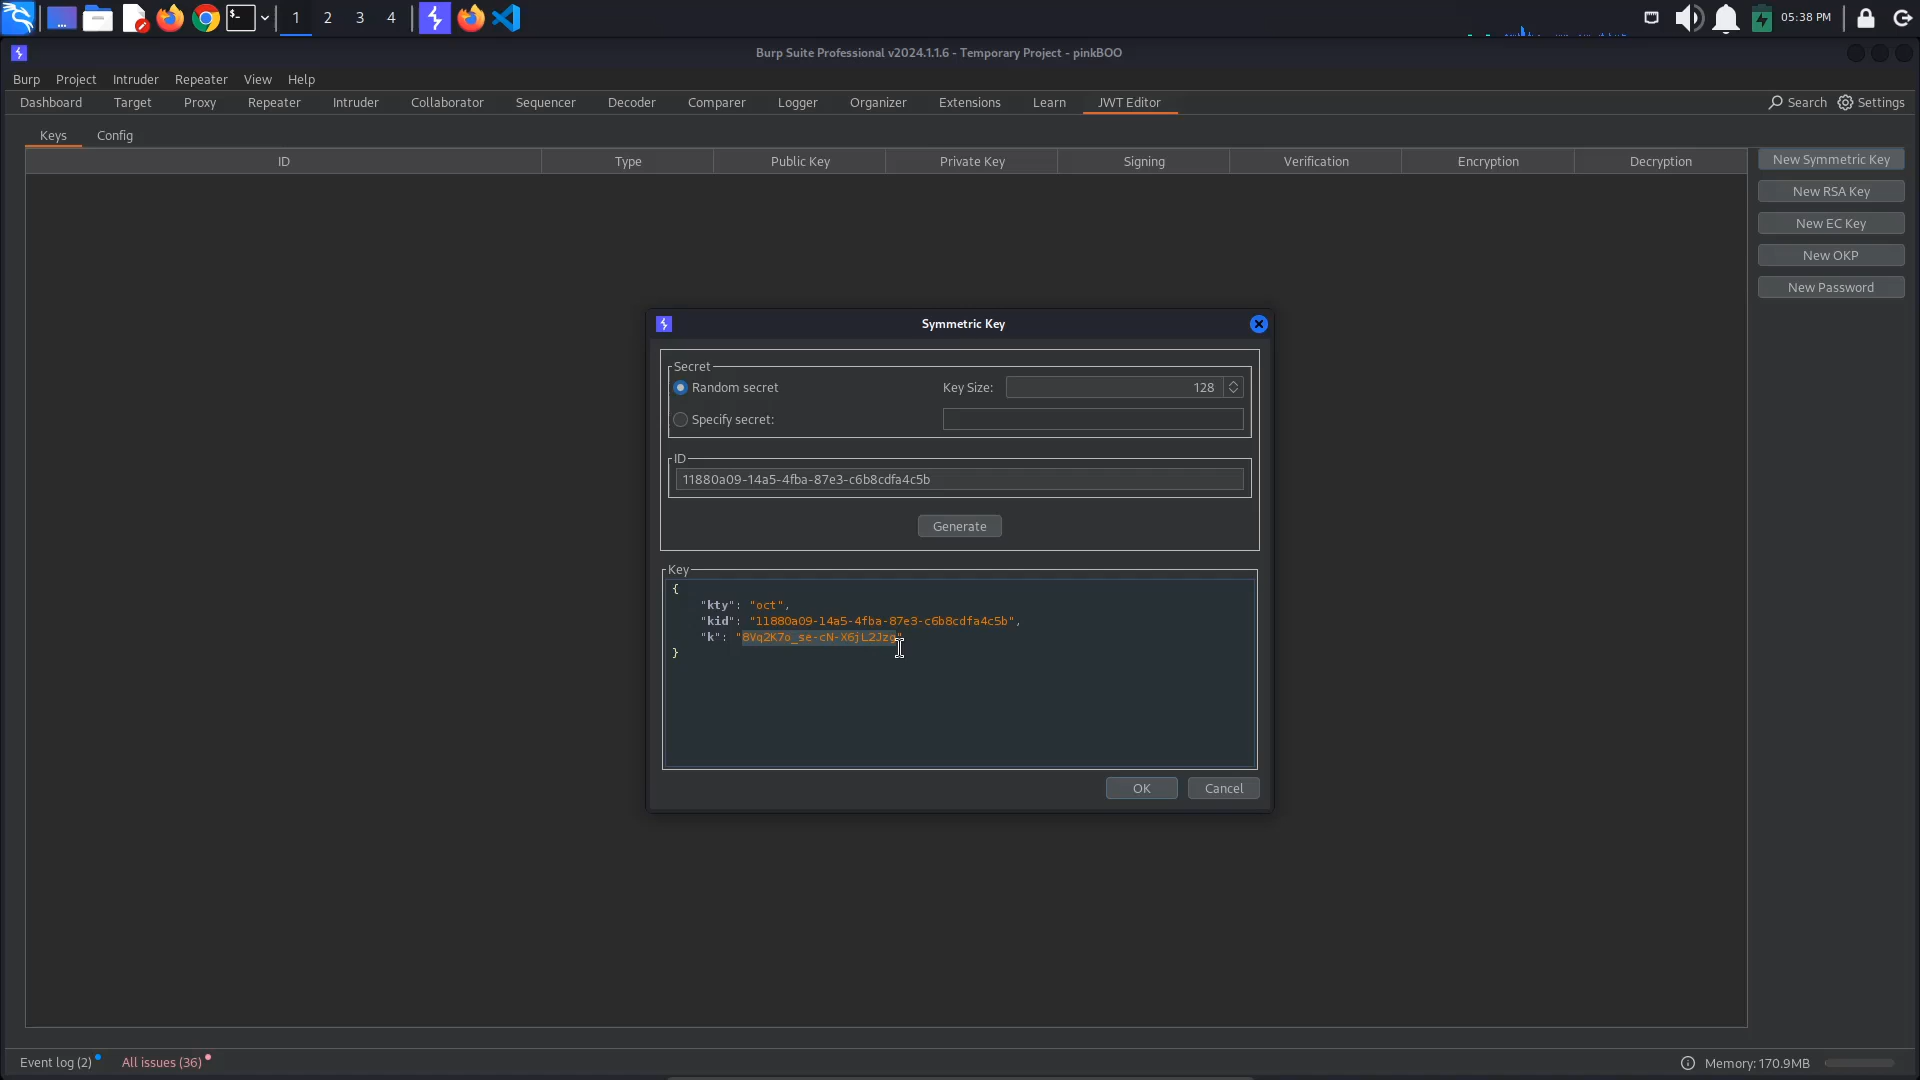 1 2 3 4
05:38 PM
Burp Suite Professional v2024.1.1.6 - Temporary Project - pinkBOO
Burp Project Intruder Repeater View Help
Dashboard Target Proxy Repeater Intruder Collaborator Sequencer Decoder Comparer Logger Organizer Extensions Learn JWT Editor Search Settings
Keys Config
ID Type Public Key Private Key Signing Verification Encryption Decryption
New Symmetric Key
New RSA Key
New EC Key
New OKP
New Password
Symmetric Key
Secret
Random secret Key Size: 128
Specify secret:
ID
11880a09-14a5-4fba-87e3-c6b8cdfa4c5b
Generate
Key
{
"kty": "oct",
"kid": "11880a09-14a5-4fba-87e3-c6b8cdfa4c5b",
"k": "8Vq2K7o_se-cN-X6jL2Jzg"
}
OK Cancel
Event log (2) All issues (36) Memory: 170.9MB